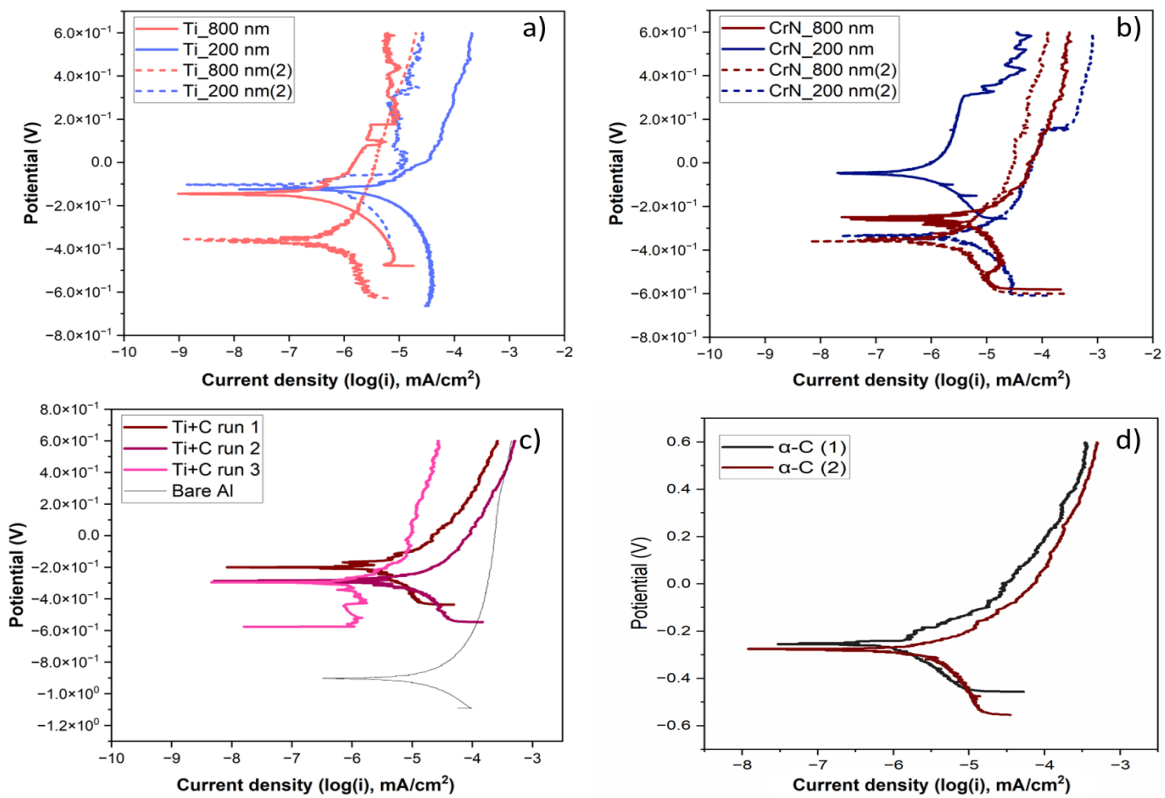 a)
Ti_800 nm
Ti_200 nm
Ti_800 nm(2)
Ti_200 nm(2)
6.0×10⁻¹
4.0×10⁻¹
2.0×10⁻¹
0.0
−2.0×10⁻¹
−4.0×10⁻¹
−6.0×10⁻¹
−8.0×10⁻¹
Potiential (V)
−10 −9 −8 −7 −6 −5 −4 −3 −2
Current density (log(i), mA/cm²)
b)
CrN_800 nm
CrN_200 nm
CrN_800 nm(2)
CrN_200 nm(2)
6.0×10⁻¹
4.0×10⁻¹
2.0×10⁻¹
0.0
−2.0×10⁻¹
−4.0×10⁻¹
−6.0×10⁻¹
−8.0×10⁻¹
Potiential (V)
−10 −9 −8 −7 −6 −5 −4 −3 −2 −1
Current density (log(i), mA/cm²)
c)
Ti+C run 1
Ti+C run 2
Ti+C run 3
Bare Al
8.0×10⁻¹
6.0×10⁻¹
4.0×10⁻¹
2.0×10⁻¹
0.0
−2.0×10⁻¹
−4.0×10⁻¹
−6.0×10⁻¹
−8.0×10⁻¹
−1.0×10⁰
−1.2×10⁰
Potiential (V)
−10 −9 −8 −7 −6 −5 −4 −3
Current density (log(i), mA/cm²)
d)
α-C (1)
α-C (2)
0.6
0.4
0.2
0.0
−0.2
−0.4
−0.6
Potiential (V)
−8 −7 −6 −5 −4 −3
Current density (log(i), mA/cm²)